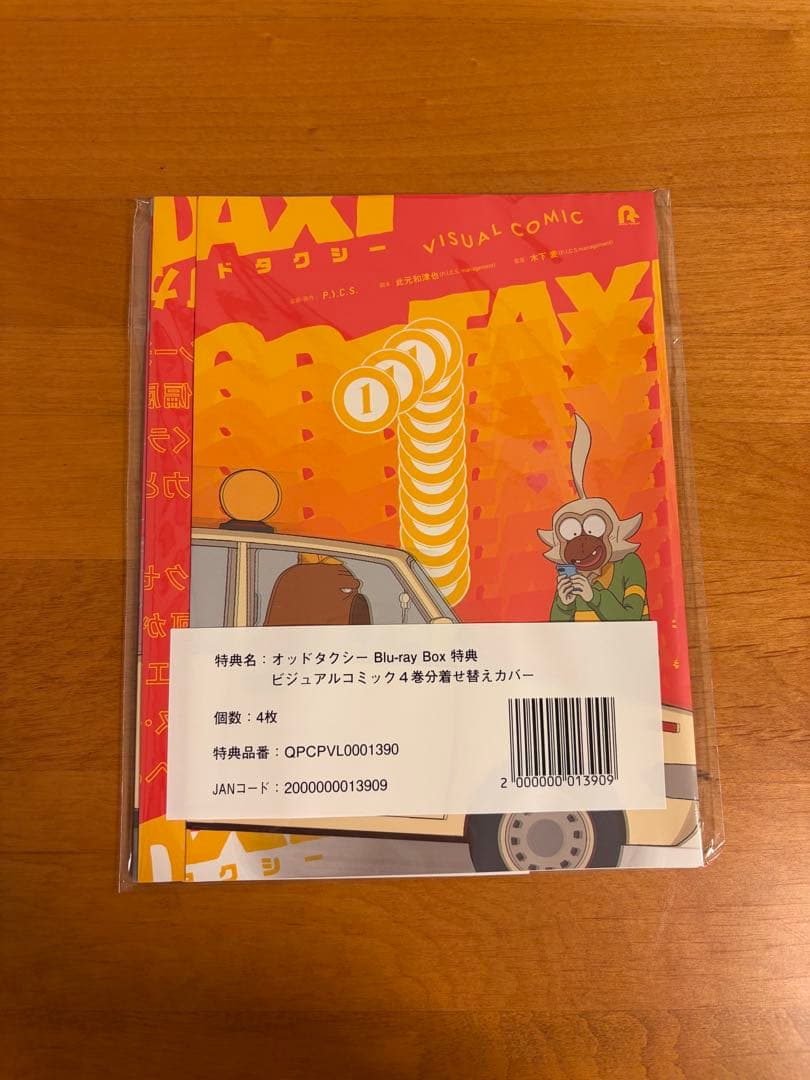 TAXI
ドタクシー
VISUAL COMIC
P.I.C.S.
脚本 此元和津也(P.I.C.S. management)
監督 木下 麦(P.I.C.S. management)
TAXI
1
特典名：オッドタクシー Blu-ray Box 特典
ビジュアルコミック４巻分着せ替えカバー
個数：4枚
特典品番：QPCPVL0001390
JANコード：2000000013909
2 000000 013909
タクシー